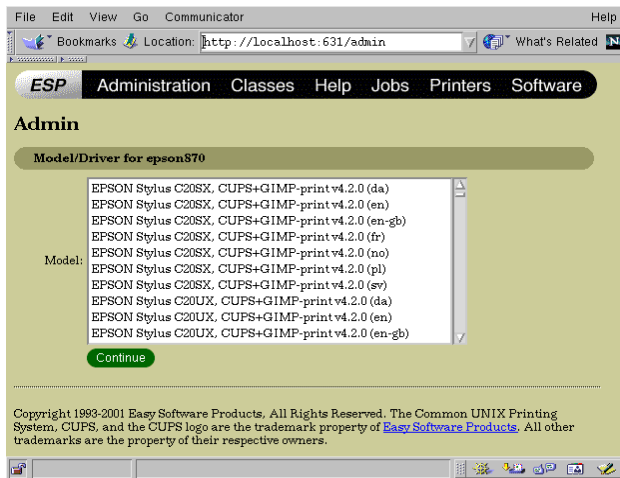 File Edit View Go Communicator Help
Bookmarks Location: http://localhost:631/admin What's Related N
ESP Administration Classes Help Jobs Printers Software
Admin
Model/Driver for epson870
EPSON Stylus C20SX, CUPS+GIMP-print v4.2.0 (da)
EPSON Stylus C20SX, CUPS+GIMP-print v4.2.0 (en)
EPSON Stylus C20SX, CUPS+GIMP-print v4.2.0 (en-gb)
EPSON Stylus C20SX, CUPS+GIMP-print v4.2.0 (fr)
EPSON Stylus C20SX, CUPS+GIMP-print v4.2.0 (no)
Model:
EPSON Stylus C20SX, CUPS+GIMP-print v4.2.0 (pl)
EPSON Stylus C20SX, CUPS+GIMP-print v4.2.0 (sv)
EPSON Stylus C20UX, CUPS+GIMP-print v4.2.0 (da)
EPSON Stylus C20UX, CUPS+GIMP-print v4.2.0 (en)
EPSON Stylus C20UX, CUPS+GIMP-print v4.2.0 (en-gb)
Continue
Copyright 1993-2001 Easy Software Products, All Rights Reserved. The Common UNIX Printing
System, CUPS, and the CUPS logo are the trademark property of Easy Software Products. All other
trademarks are the property of their respective owners.